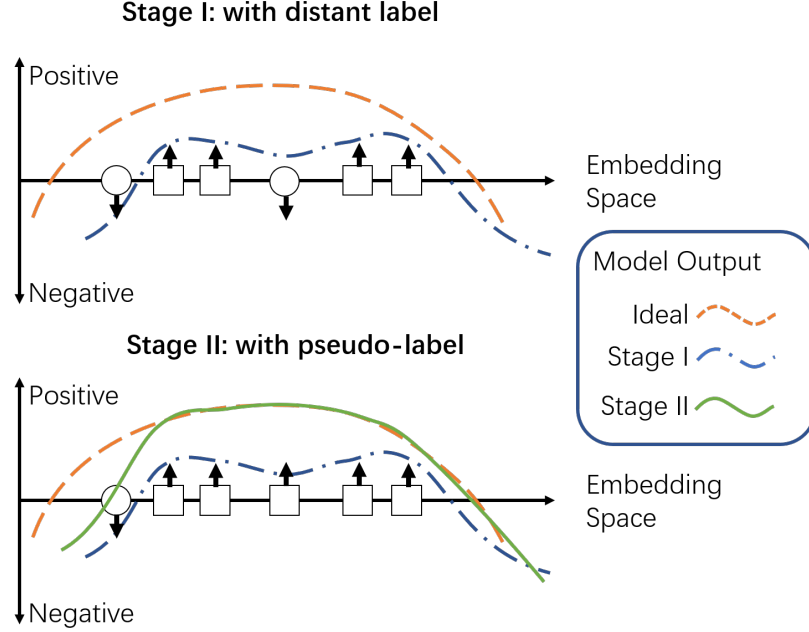 Stage I: with distant label
Positive
Embedding
Space
Negative
Model Output
Ideal
Stage I
Stage II
Stage II: with pseudo-label
Positive
Embedding
Space
Negative